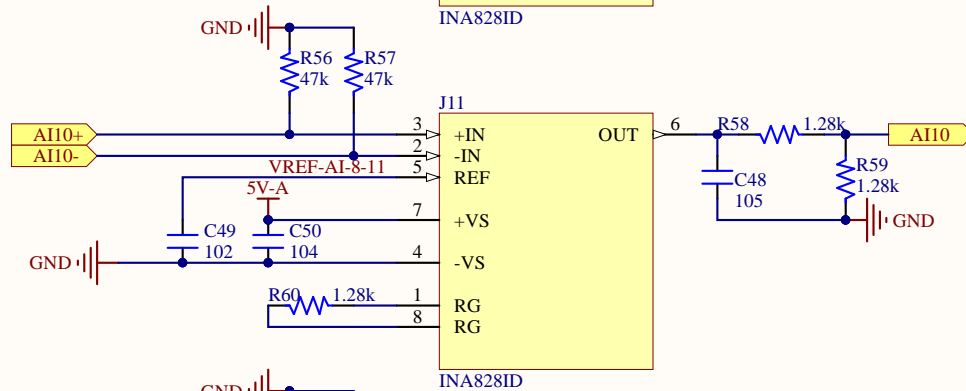 INA828ID
GND
R56
47k
R57
47k
J11
AI10+
AI10-
3
+IN
2
-IN
5
REF
VREF-AI-8-11
5V-A
7
+VS
4
-VS
1
RG
8
RG
OUT
6
R58
1.28k
AI10
R59
1.28k
C48
105
GND
C49
102
C50
104
GND
R60
1.28k
INA828ID
GND